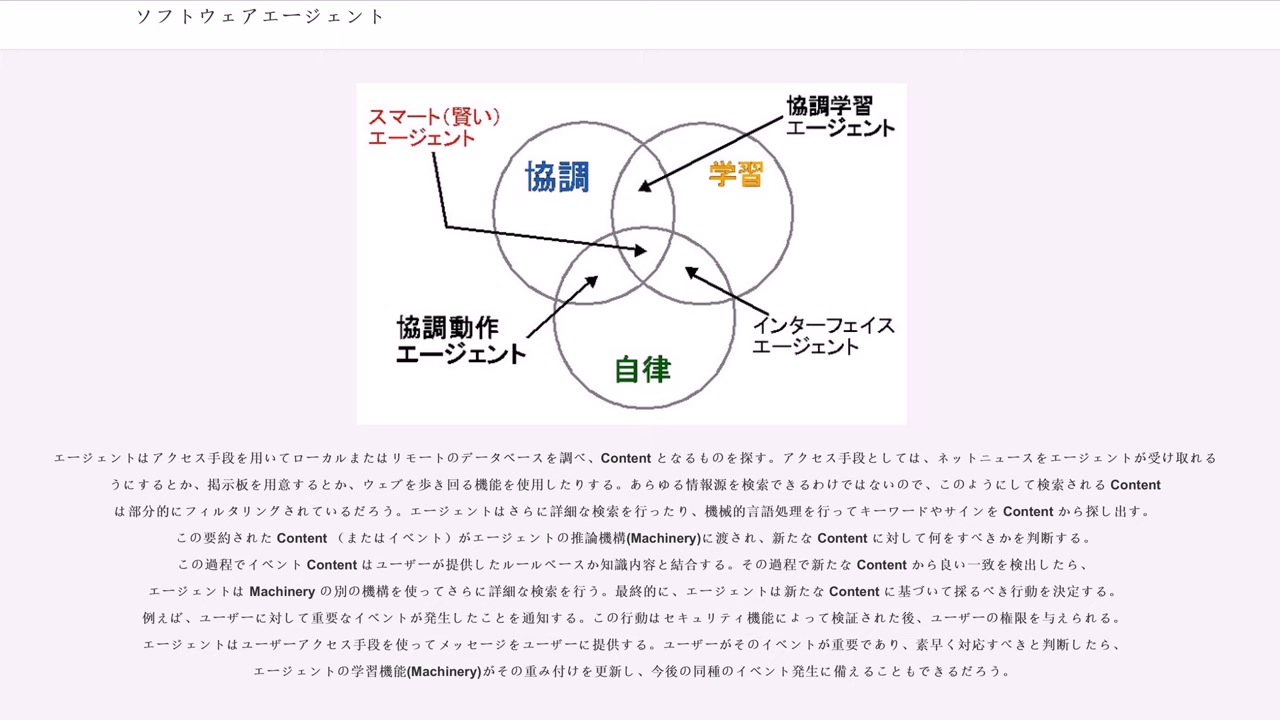 ソフトウェアエージェント
スマート(賢い)
エージェント
協調学習
エージェント
協調
学習
協調動作
エージェント
インターフェイス
エージェント
自律
エージェントはアクセス手段を用いてローカルまたはリモートのデータベースを調べ、Content となるものを探す。アクセス手段としては、ネットニュースをエージェントが受け取れる
うにするとか、掲示板を用意するとか、ウェブを歩き回る機能を使用したりする。あらゆる情報源を検索できるわけではないので、このようにして検索される Content
は部分的にフィルタリングされているだろう。エージェントはさらに詳細な検索を行ったり、機械的言語処理を行ってキーワードやサインを Content から探し出す。
この要約された Content （またはイベント）がエージェントの推論機構(Machinery)に渡され、新たな Content に対して何をすべきかを判断する。
この過程でイベント Content はユーザーが提供したルールベースか知識内容と結合する。その過程で新たな Content から良い一致を検出したら、
エージェントは Machinery の別の機構を使ってさらに詳細な検索を行う。最終的に、エージェントは新たな Content に基づいて採るべき行動を決定する。
例えば、ユーザーに対して重要なイベントが発生したことを通知する。この行動はセキュリティ機能によって検証された後、ユーザーの権限を与えられる。
エージェントはユーザーアクセス手段を使ってメッセージをユーザーに提供する。ユーザーがそのイベントが重要であり、素早く対応すべきと判断したら、
エージェントの学習機能(Machinery)がその重み付けを更新し、今後の同種のイベント発生に備えることもできるだろう。